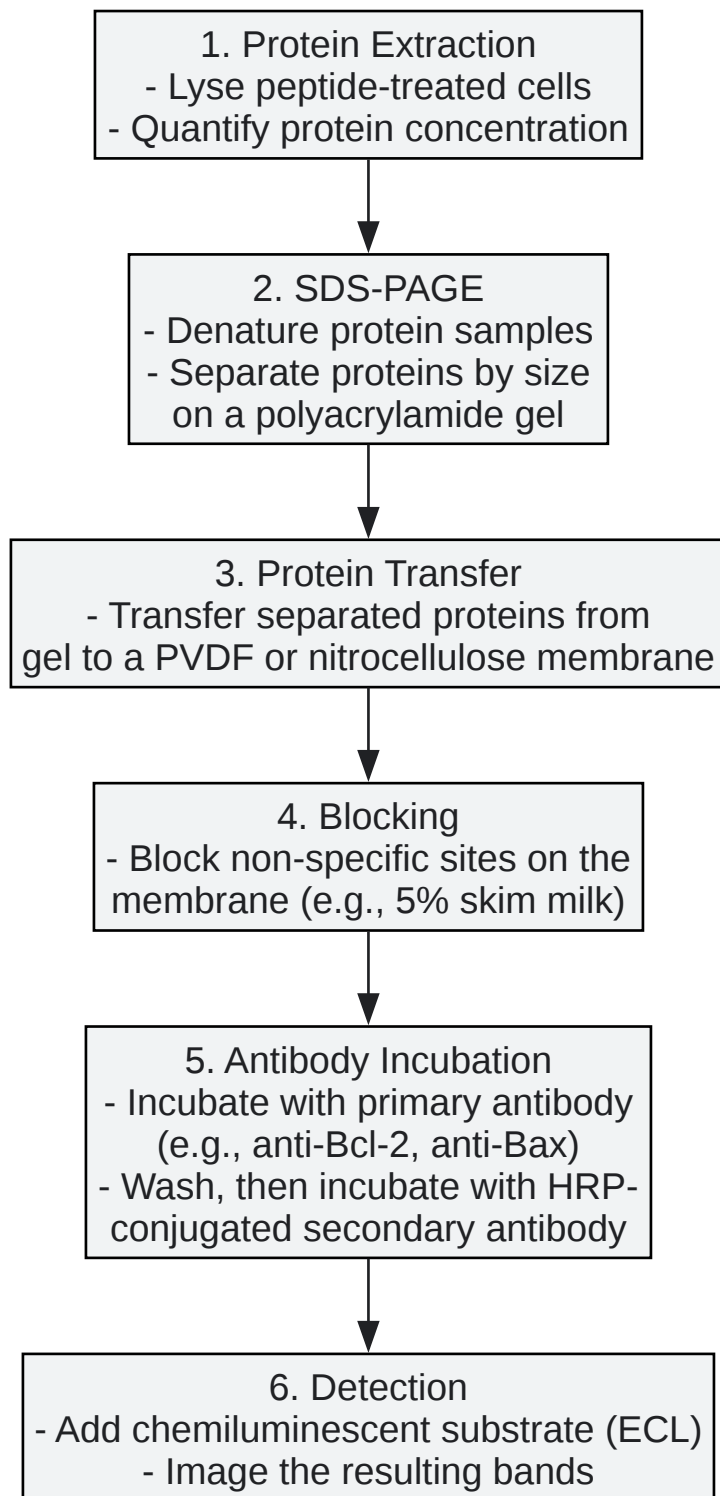 1. Protein Extraction
- Lyse peptide-treated cells
- Quantify protein concentration
2. SDS-PAGE
- Denature protein samples
- Separate proteins by size
on a polyacrylamide gel
3. Protein Transfer
- Transfer separated proteins from
gel to a PVDF or nitrocellulose membrane
4. Blocking
- Block non-specific sites on the
membrane (e.g., 5% skim milk)
5. Antibody Incubation
- Incubate with primary antibody
(e.g., anti-Bcl-2, anti-Bax)
- Wash, then incubate with HRP-
conjugated secondary antibody
6. Detection
- Add chemiluminescent substrate (ECL)
- Image the resulting bands